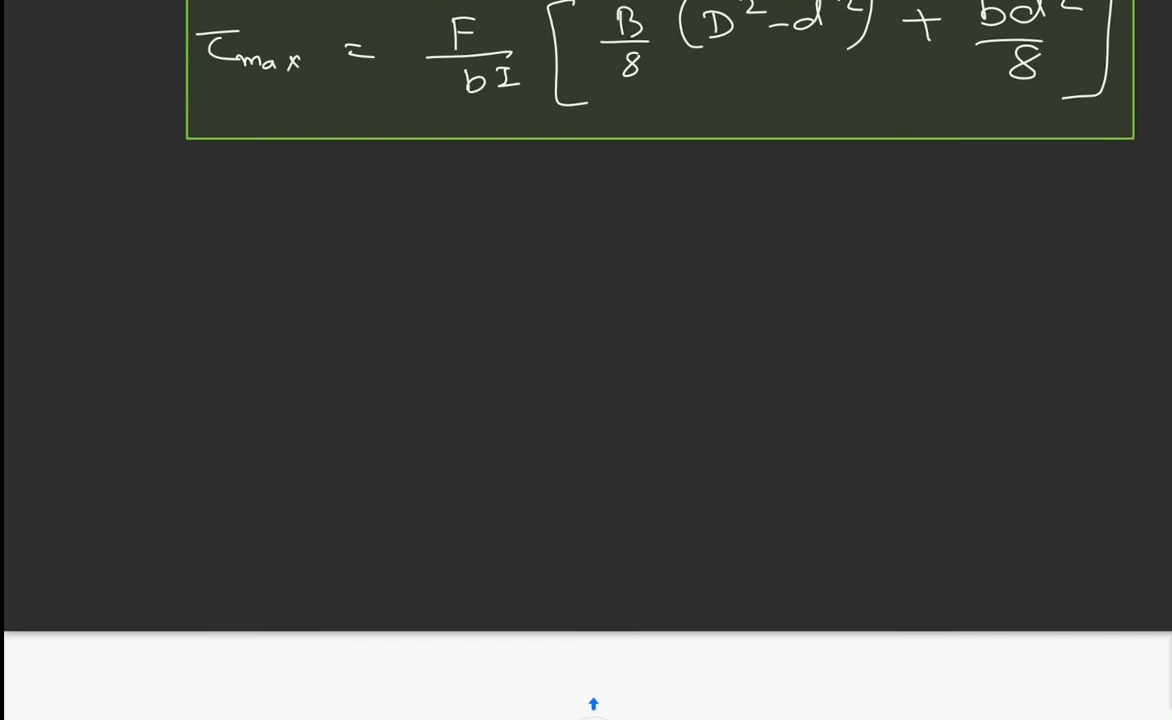 τmax = F/bI [ B/8 (D² - d²) + bd²/8 ]